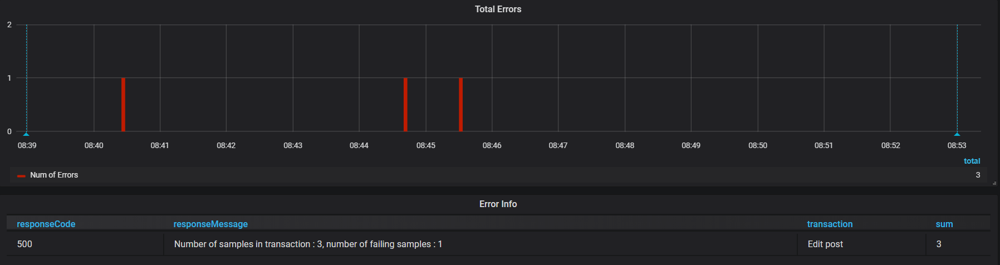 Total Errors
2
1
0
08:39 08:40 08:41 08:42 08:43 08:44 08:45 08:46 08:47 08:48 08:49 08:50 08:51 08:52 08:53
total
Num of Errors 3
Error Info
responseCode responseMessage transaction sum
500 Number of samples in transaction : 3, number of failing samples : 1 Edit post 3